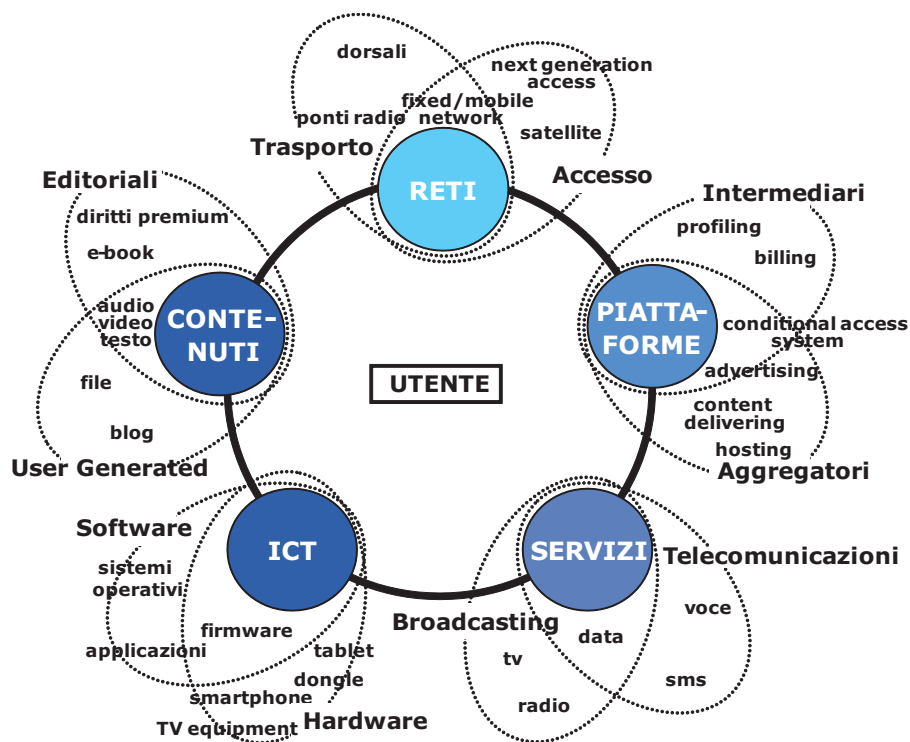 dorsali
next generation
access
fixed/mobile
network
ponti radio
satellite
Trasporto
Accesso
RETI
Editoriali
diritti premium
e-book
audio
video
testo
CONTE-
NUTI
file
blog
User Generated
Intermediari
profiling
billing
PIATTA-
FORME
conditional access
system
advertising
content
delivering
hosting
Aggregatori
UTENTE
Software
sistemi
operativi
ICT
firmware
applicazioni
tablet
dongle
smartphone
TV equipment
Hardware
SERVIZI
Telecomunicazioni
Broadcasting
voce
data
tv
sms
radio